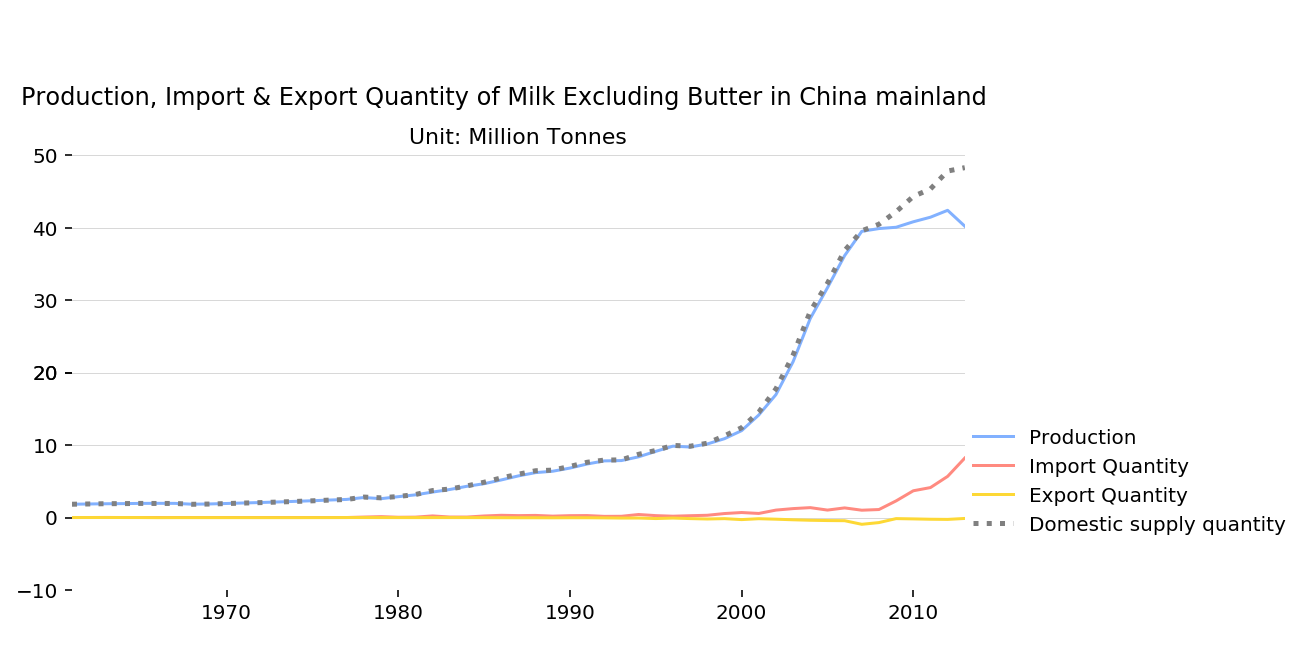 Production, Import & Export Quantity of Milk Excluding Butter in China mainland
Unit: Million Tonnes
50
40
30
20
10
0
−10
1970 1980 1990 2000 2010
Production
Import Quantity
Export Quantity
Domestic supply quantity